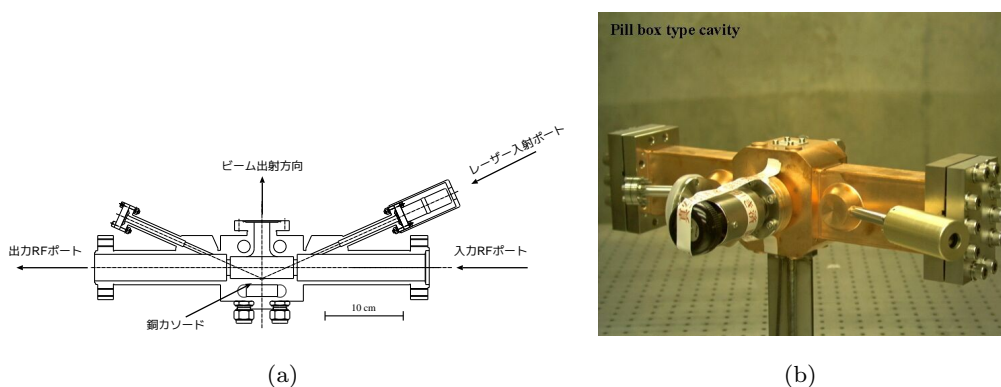 ビーム出射方向
レーザー入射ポート
出力RFポート
入力RFポート
銅カソード
10 cm
(a)
Pill box type cavity
(b)